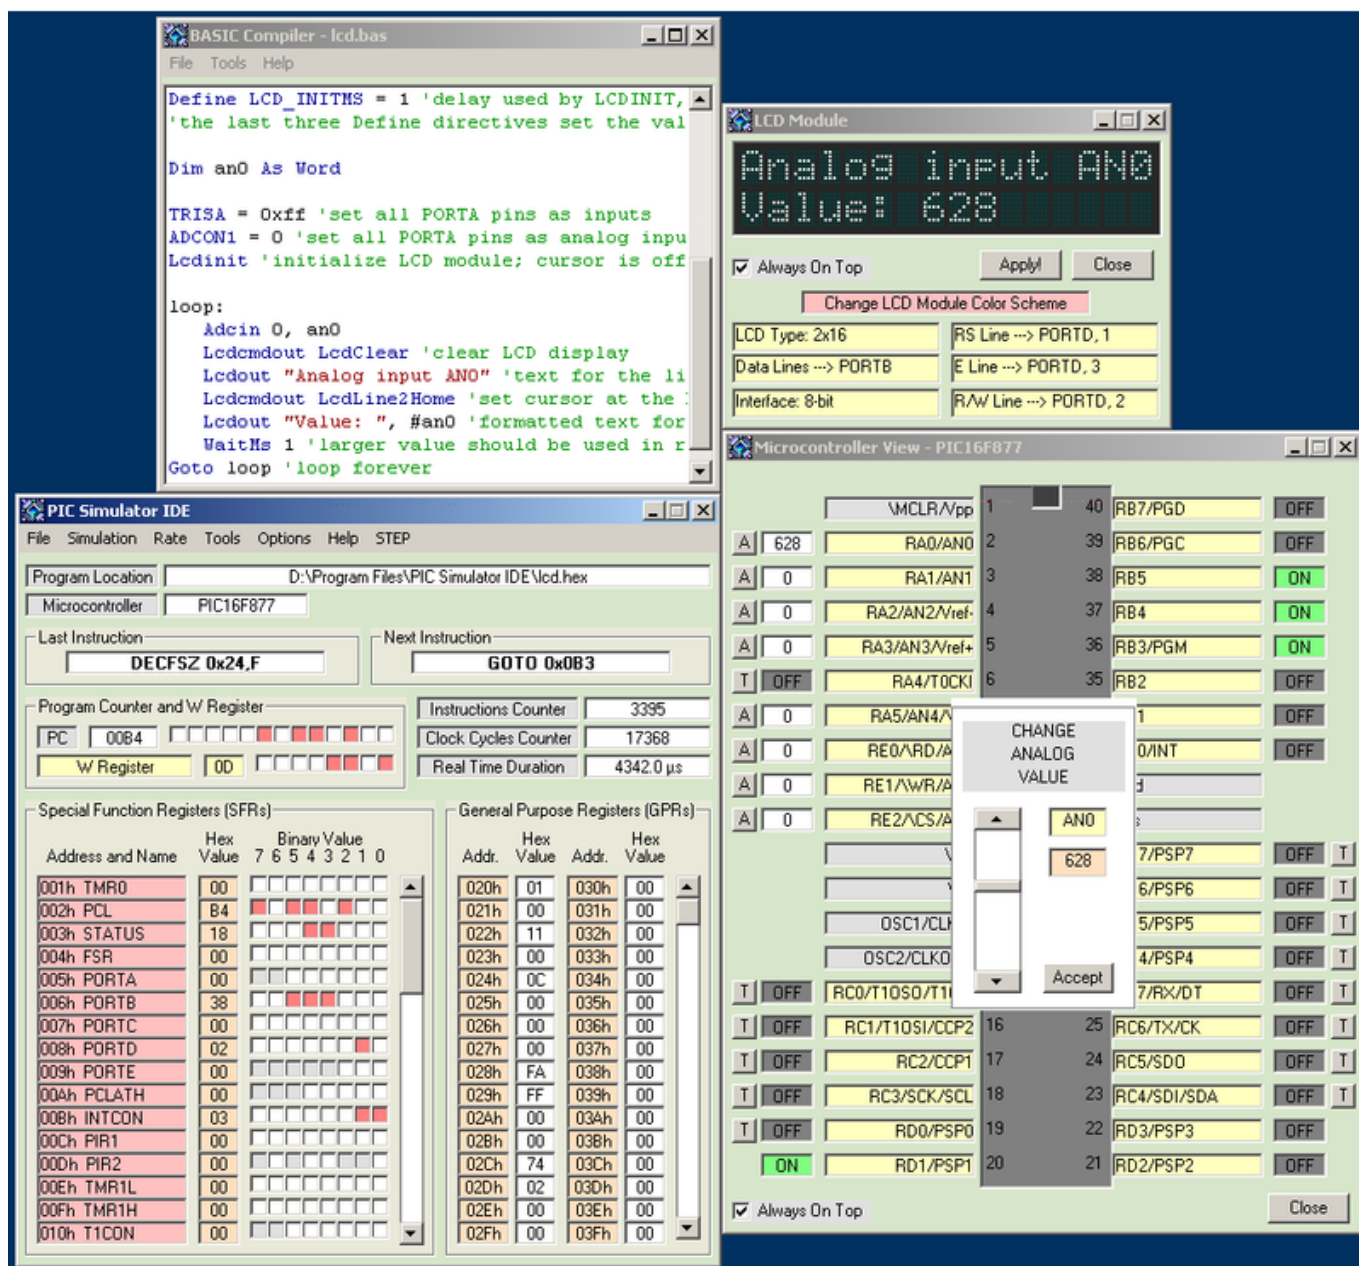 BASIC Compiler - lcd.bas
File Tools Help
Define LCD_INITMS = 1 'delay used by LCDINIT,
'the last three Define directives set the val
Dim an0 As Word
TRISA = 0xff 'set all PORTA pins as inputs
ADCON1 = 0 'set all PORTA pins as analog inpu
Lcdinit 'initialize LCD module; cursor is off
loop:
Adcin 0, an0
Lcdcmdout LcdClear 'clear LCD display
Lcdout "Analog input AN0" 'text for the li
Lcdcmdout LcdLine2Home 'set cursor at the
Lcdout "Value: ", #an0 'formatted text for
WaitMs 1 'larger value should be used in r
Goto loop 'loop forever
LCD Module
Analog input AN0
Value: 628
Always On Top Apply! Close
Change LCD Module Color Scheme
LCD Type: 2x16 RS Line ---> PORTD, 1
Data Lines ---> PORTB E Line ---> PORTD, 3
Interface: 8-bit R/W Line ---> PORTD, 2
PIC Simulator IDE
File Simulation Rate Tools Options Help STEP
Program Location D:\Program Files\PIC Simulator IDE\lcd.hex
Microcontroller PIC16F877
Last Instruction Next Instruction
DECFSZ 0x24,F GOTO 0x0B3
Program Counter and W Register
PC 00B4
W Register 0D
Instructions Counter 3395
Clock Cycles Counter 17368
Real Time Duration 4342.0 µs
Special Function Registers (SFRs)
Hex Binary Value
Address and Name Value 7 6 5 4 3 2 1 0
001h TMR0 00
002h PCL B4
003h STATUS 18
004h FSR 00
005h PORTA 00
006h PORTB 38
007h PORTC 00
008h PORTD 02
009h PORTE 00
00Ah PCLATH 00
00Bh INTCON 03
00Ch PIR1 00
00Dh PIR2 00
00Eh TMR1L 00
00Fh TMR1H 00
010h T1CON 00
General Purpose Registers (GPRs)
Hex Hex
Addr. Value Addr. Value
020h 01 030h 00
021h 00 031h 00
022h 11 032h 00
023h 00 033h 00
024h 0C 034h 00
025h 00 035h 00
026h 00 036h 00
027h 00 037h 00
028h FA 038h 00
029h FF 039h 00
02Ah 00 03Ah 00
02Bh 00 03Bh 00
02Ch 74 03Ch 00
02Dh 02 03Dh 00
02Eh 00 03Eh 00
02Fh 00 03Fh 00
Microcontroller View - PIC16F877
\MCLR/Vpp 1 40 RB7/PGD OFF
A 628 RA0/AN0 2 39 RB6/PGC OFF
A 0 RA1/AN1 3 38 RB5 ON
A 0 RA2/AN2/Vref- 4 37 RB4 ON
A 0 RA3/AN3/Vref+ 5 36 RB3/PGM ON
T OFF RA4/T0CKI 6 35 RB2 OFF
A 0 RA5/AN4/ 1 OFF
A 0 RE0/\RD/A 0/INT OFF
A 0 RE1/\WR/A
A 0 RE2/\CS/A
7/PSP7 OFF T
6/PSP6 OFF T
OSC1/CL 5/PSP5 OFF T
OSC2/CLKO 4/PSP4 OFF T
T OFF RC0/T1OSO/T1 7/RX/DT OFF T
T OFF RC1/T1OSI/CCP2 16 25 RC6/TX/CK OFF T
T OFF RC2/CCP1 17 24 RC5/SDO OFF T
T OFF RC3/SCK/SCL 18 23 RC4/SDI/SDA OFF T
T OFF RD0/PSP0 19 22 RD3/PSP3 OFF
ON RD1/PSP1 20 21 RD2/PSP2 OFF
Always On Top Close
CHANGE
ANALOG
VALUE
AN0
628
Accept